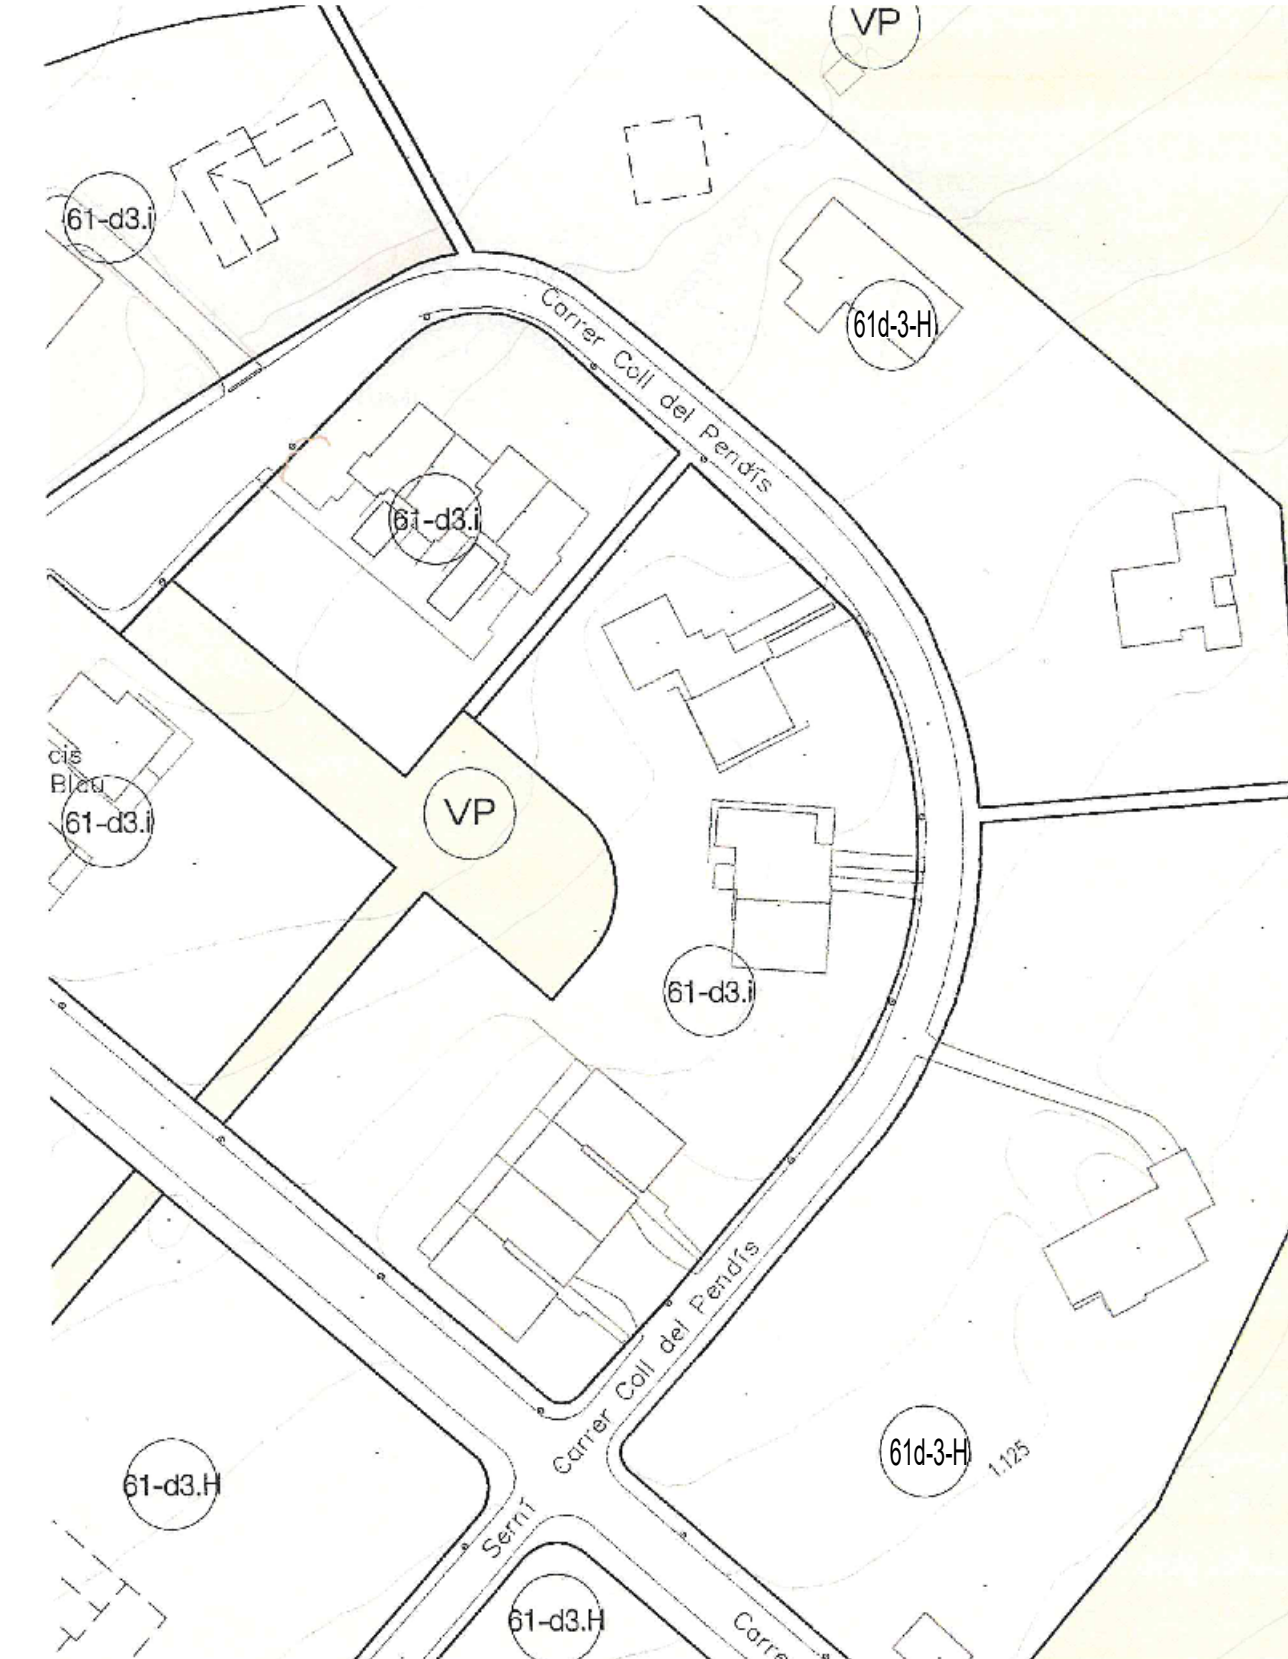 VP
61-d3.i
Carrer Coll del Pendís
61d-3-H
61-d3.i
cis
Blau
61-d3.i
VP
61-d3.i
Carrer Coll del Pendís
61d-3-H
1.125
61-d3.H
Serní
61-d3.H
Carre